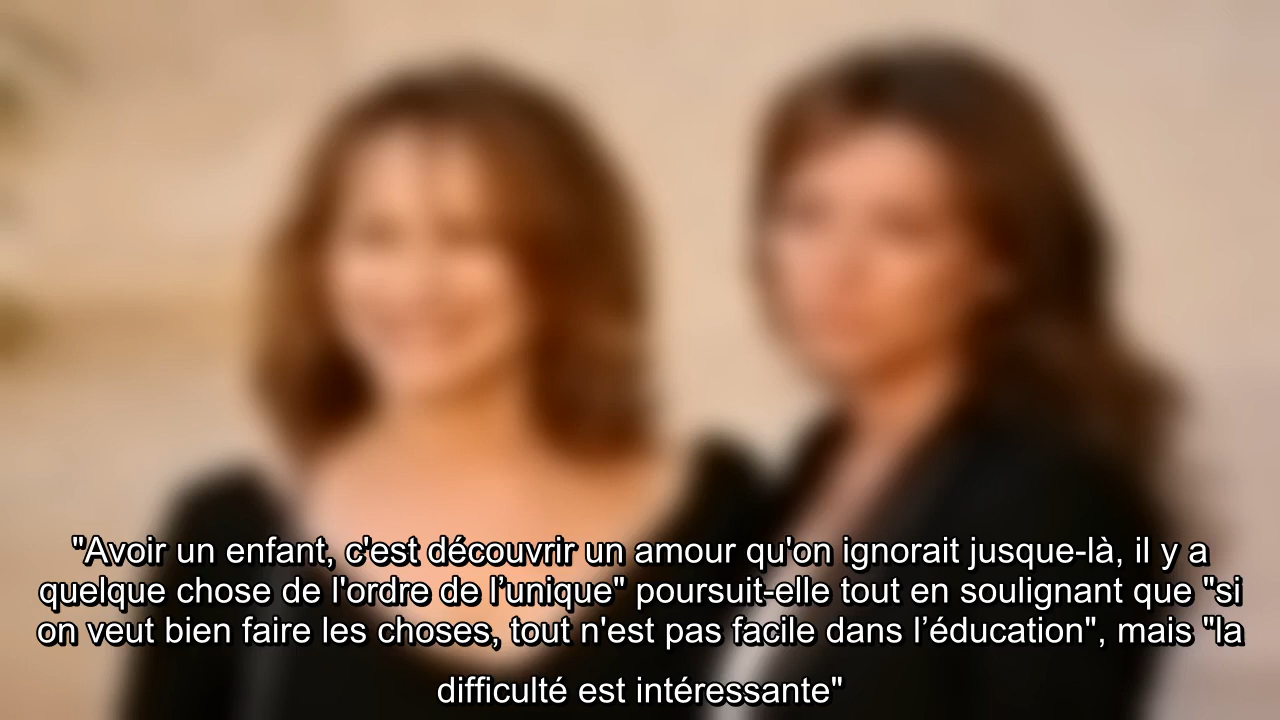 "Avoir un enfant, c'est découvrir un amour qu'on ignorait jusque-là, il y a
quelque chose de l'ordre de l’unique" poursuit-elle tout en soulignant que "si
on veut bien faire les choses, tout n'est pas facile dans l’éducation", mais "la
difficulté est intéressante"